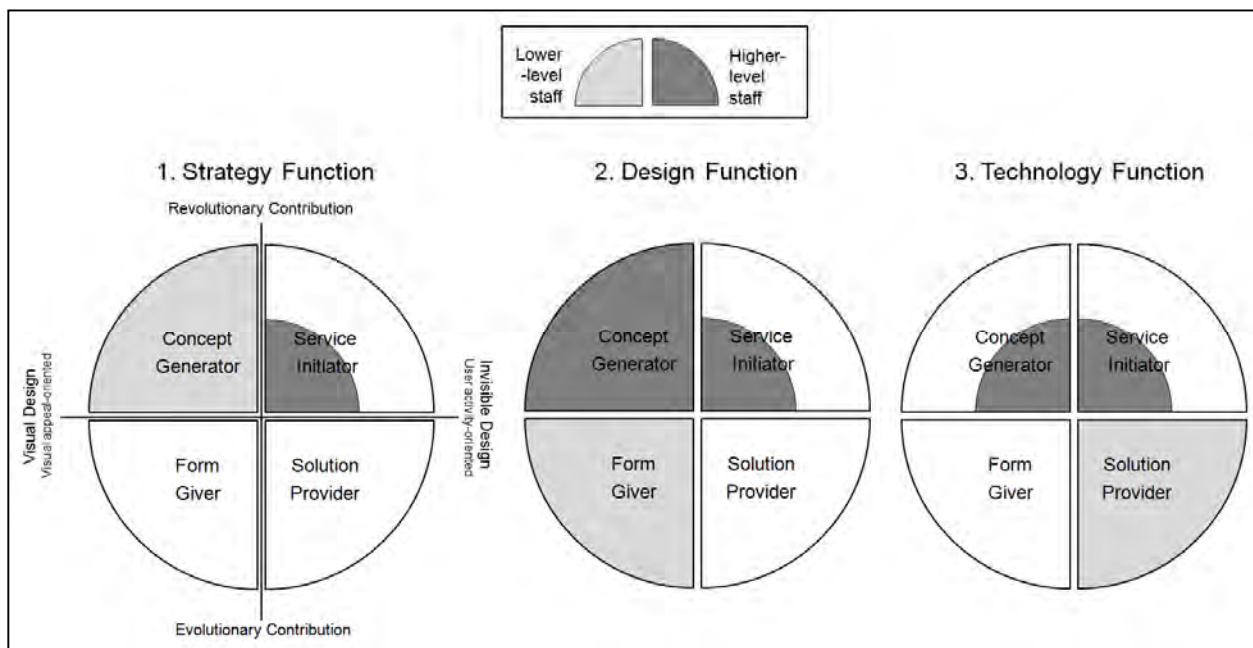 Lower
-level
staff
Higher-
level
staff
1. Strategy Function
2. Design Function
3. Technology Function
Revolutionary Contribution
Concept
Generator
Service
Initiator
Form
Giver
Solution
Provider
Visual Design
Visual appeal-oriented
Invisible Design
User activity-oriented
Evolutionary Contribution
Concept
Generator
Service
Initiator
Form
Giver
Solution
Provider
Concept
Generator
Service
Initiator
Form
Giver
Solution
Provider